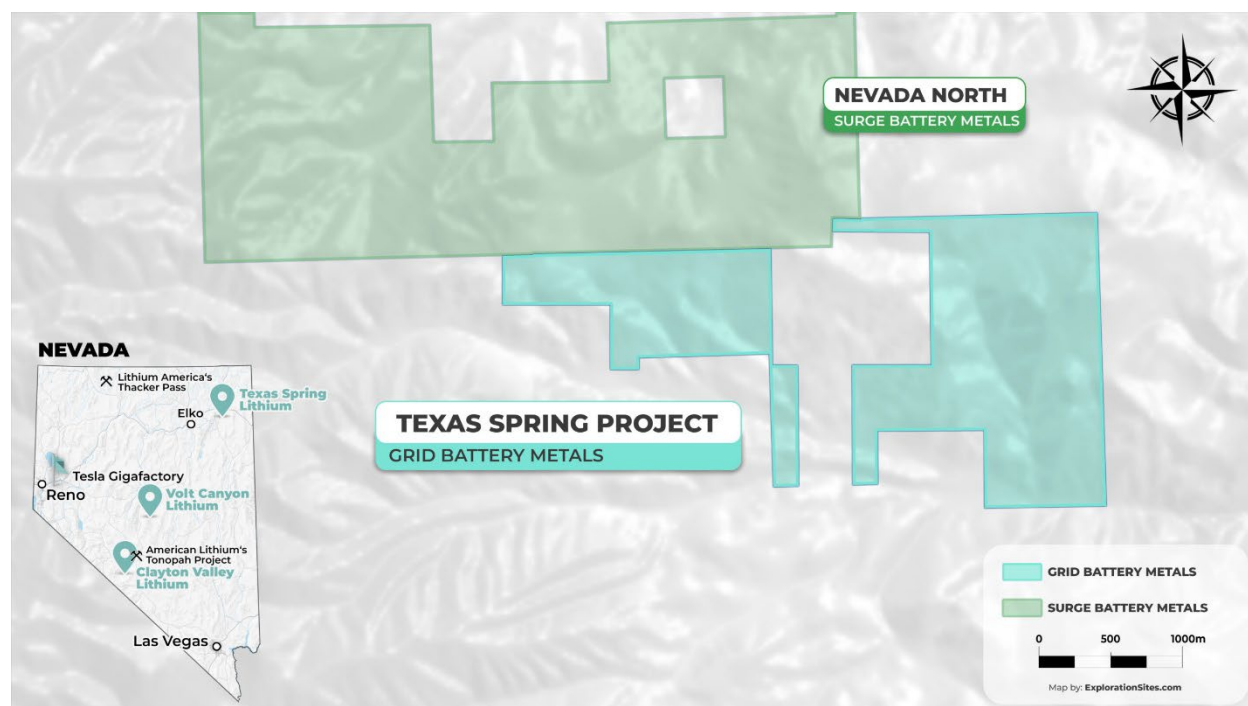 NEVADA NORTH
SURGE BATTERY METALS
TEXAS SPRING PROJECT
GRID BATTERY METALS
NEVADA
Lithium America's
Thacker Pass
Texas Spring
Lithium
Elko
Tesla Gigafactory
Reno
Volt Canyon
Lithium
American Lithium's
Tonopah Project
Clayton Valley
Lithium
Las Vegas
GRID BATTERY METALS
SURGE BATTERY METALS
0 500 1000m
Map by: ExplorationSites.com